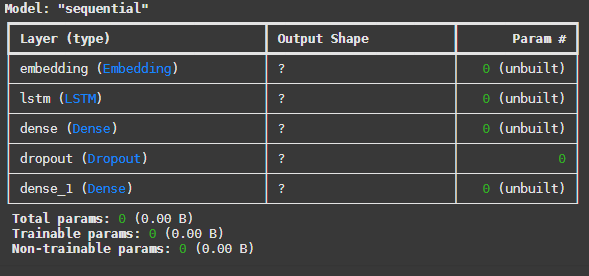 Model: "sequential"
Layer (type) Output Shape Param #
embedding (Embedding) ? 0 (unbuilt)
lstm (LSTM) ? 0 (unbuilt)
dense (Dense) ? 0 (unbuilt)
dropout (Dropout) ? 0
dense_1 (Dense) ? 0 (unbuilt)
Total params: 0 (0.00 B)
Trainable params: 0 (0.00 B)
Non-trainable params: 0 (0.00 B)